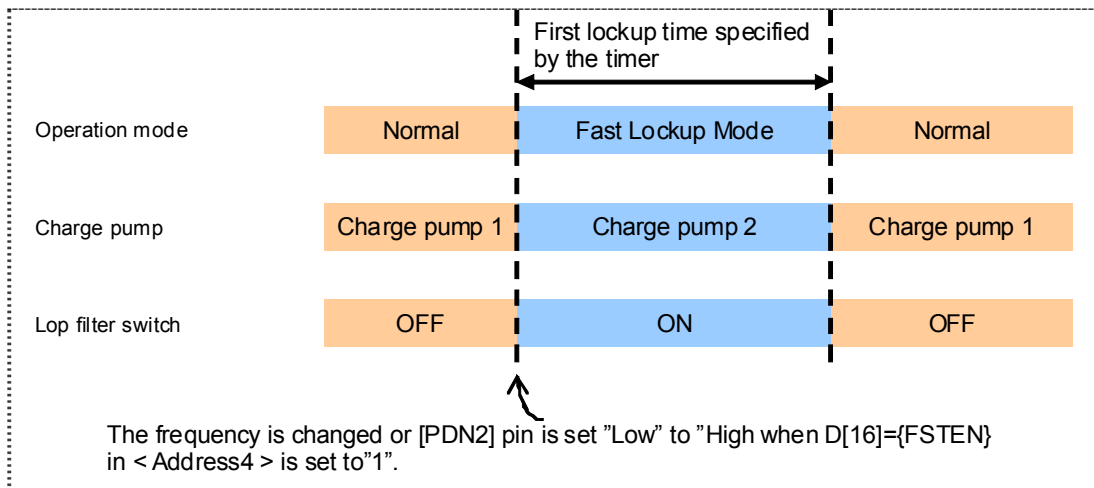 First lockup time specified
by the timer
Operation mode
Normal
Fast Lockup Mode
Normal
Charge pump
Charge pump 1
Charge pump 2
Charge pump 1
Lop filter switch
OFF
ON
OFF
The frequency is changed or [PDN2] pin is set ”Low” to ”High when D[16]={FSTEN}
in < Address4 > is set to”1”.